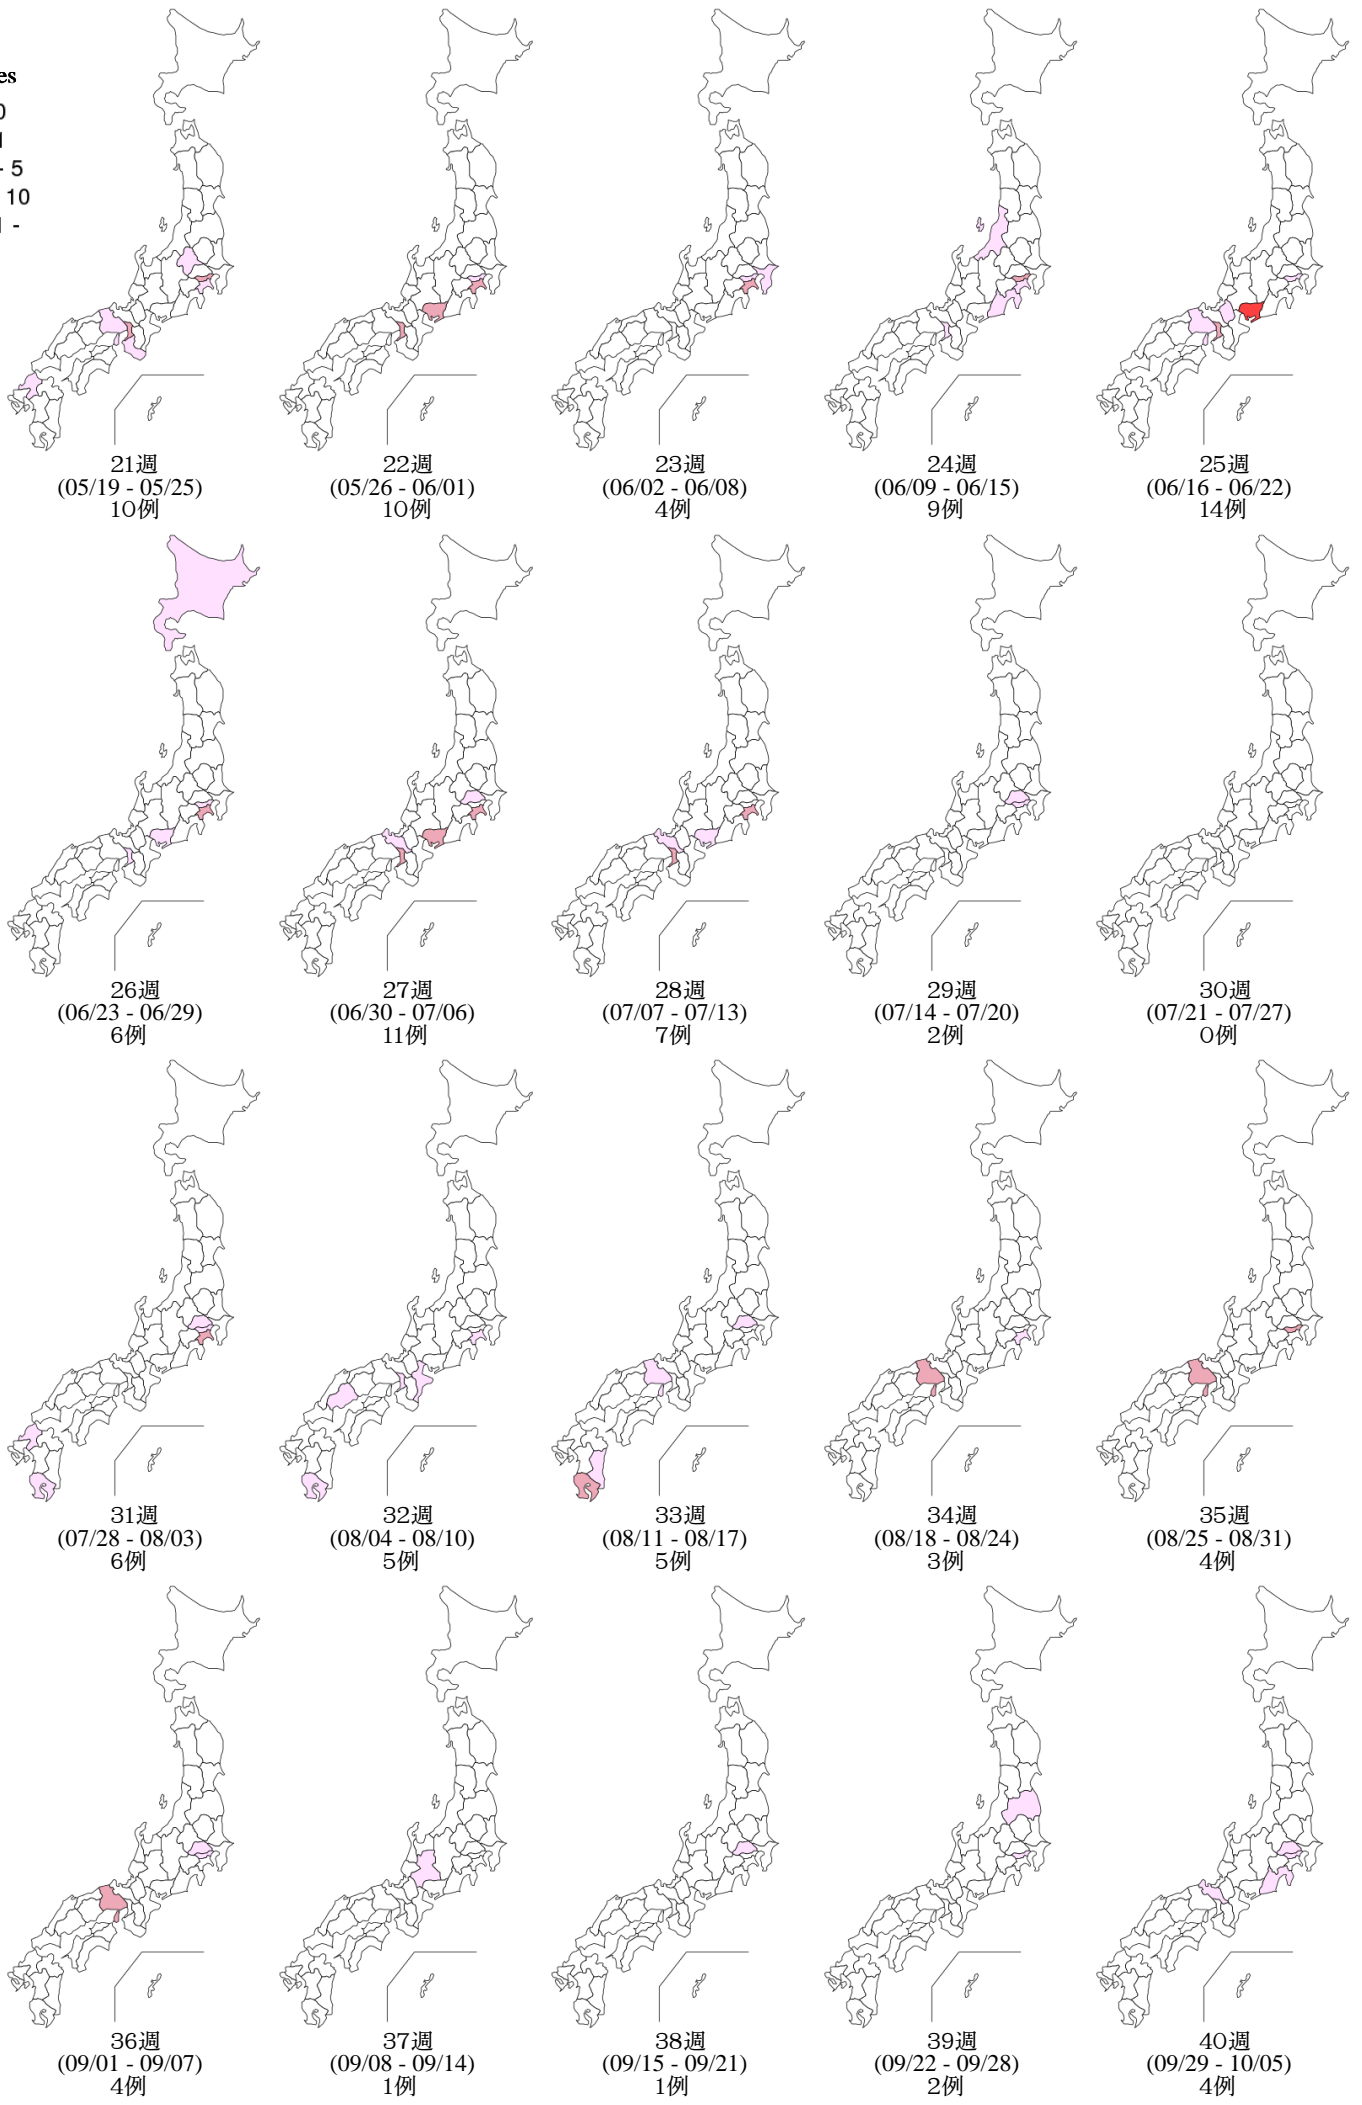 es
0
1
- 5
10
1 -
21週
(05/19 - 05/25)
10例
22週
(05/26 - 06/01)
10例
23週
(06/02 - 06/08)
4例
24週
(06/09 - 06/15)
9例
25週
(06/16 - 06/22)
14例
26週
(06/23 - 06/29)
6例
27週
(06/30 - 07/06)
11例
28週
(07/07 - 07/13)
7例
29週
(07/14 - 07/20)
2例
30週
(07/21 - 07/27)
0例
31週
(07/28 - 08/03)
6例
32週
(08/04 - 08/10)
5例
33週
(08/11 - 08/17)
5例
34週
(08/18 - 08/24)
3例
35週
(08/25 - 08/31)
4例
36週
(09/01 - 09/07)
4例
37週
(09/08 - 09/14)
1例
38週
(09/15 - 09/21)
1例
39週
(09/22 - 09/28)
2例
40週
(09/29 - 10/05)
4例